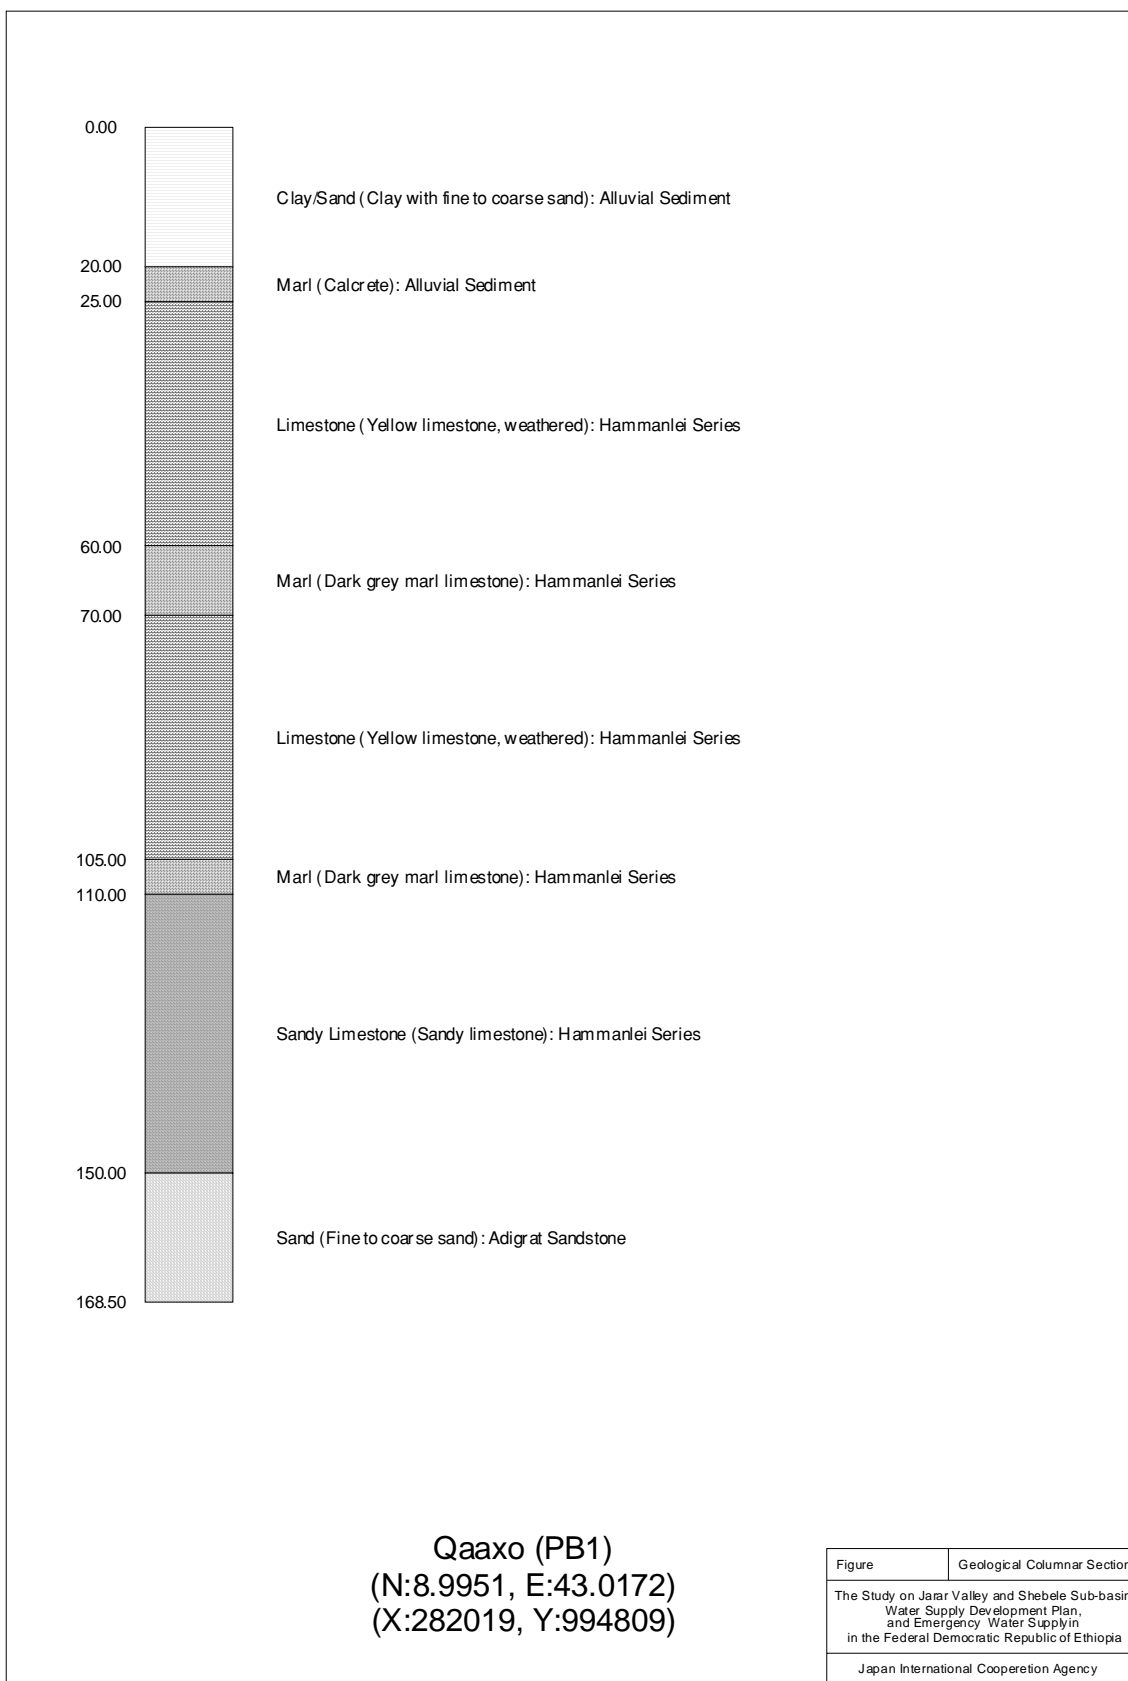 0.00
Clay/Sand (Clay with fine to coarse sand): Alluvial Sediment
20.00
Marl (Calcrete): Alluvial Sediment
25.00
Limestone (Yellow limestone, weathered): Hammanlei Series
60.00
Marl (Dark grey marl limestone): Hammanlei Series
70.00
Limestone (Yellow limestone, weathered): Hammanlei Series
105.00
Marl (Dark grey marl limestone): Hammanlei Series
110.00
Sandy Limestone (Sandy limestone): Hammanlei Series
150.00
Sand (Fine to coarse sand): Adigrat Sandstone
168.50
Qaaxo (PB1)
(N:8.9951, E:43.0172)
(X:282019, Y:994809)
Figure Geological Columnar Section
The Study on Jarar Valley and Shebele Sub-basin
Water Supply Development Plan,
and Emergency Water Supplyin
in the Federal Democratic Republic of Ethiopia
Japan International Cooperetion Agency